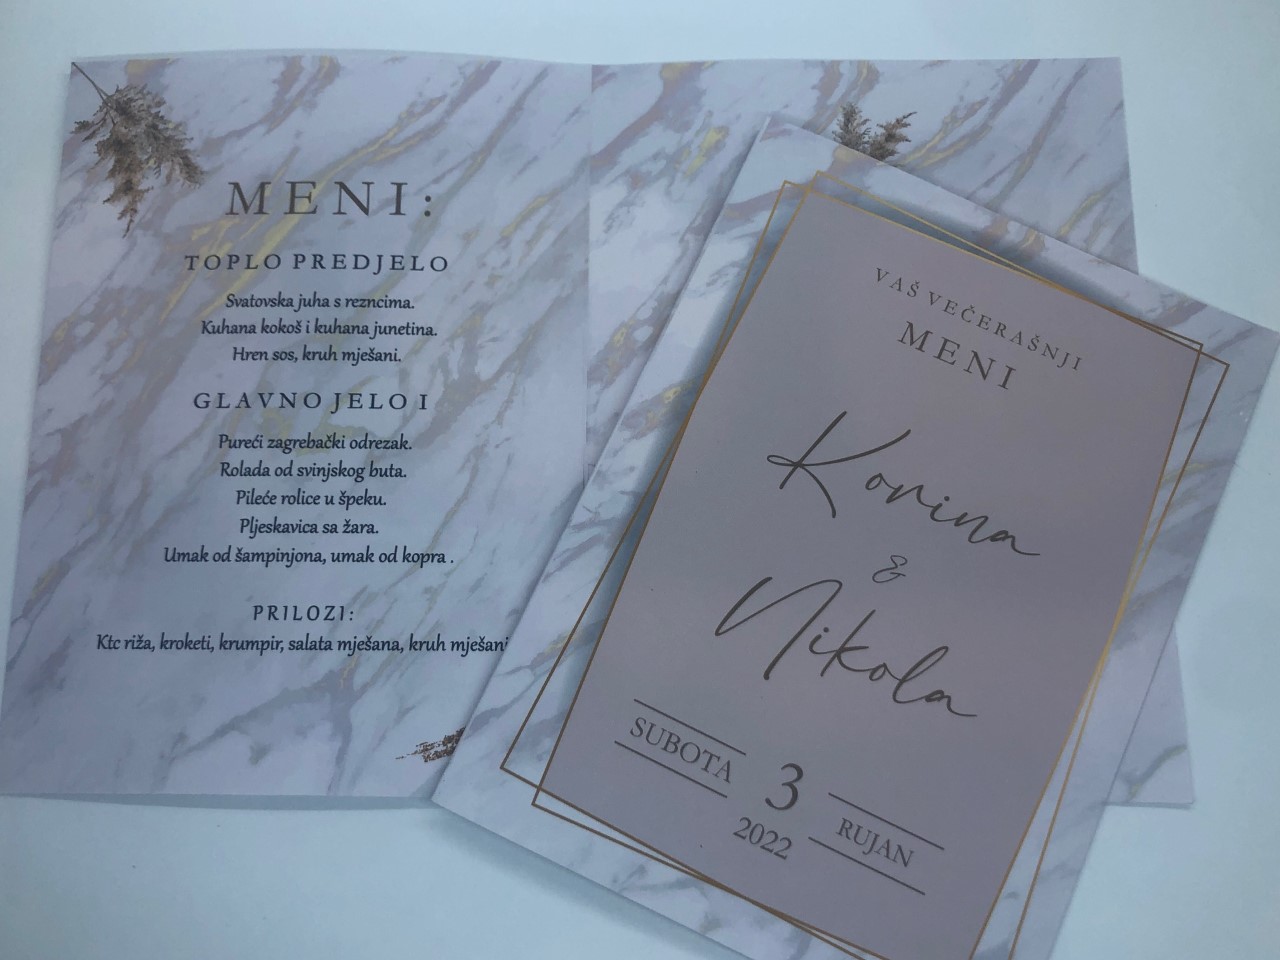 MENI:
TOPLO PREDJELO
Svatovska juha s rezncima.
Kuhana kokoš i kuhana junetina.
Hren sos, kruh mješani.
GLAVNO JELO I
Pureći zagrebački odrezak.
Rolada od svinjskog buta.
Pileće rolice u špeku.
Pljeskavica sa žara.
Umak od šampinjona, umak od kopra .
PRILOZI:
Ktc riža, kroketi, krumpir, salata mješana, kruh mješani
VAŠ VEČERAŠNJI
MENI
Korina
&
Nikola
SUBOTA 3 RUJAN
2022